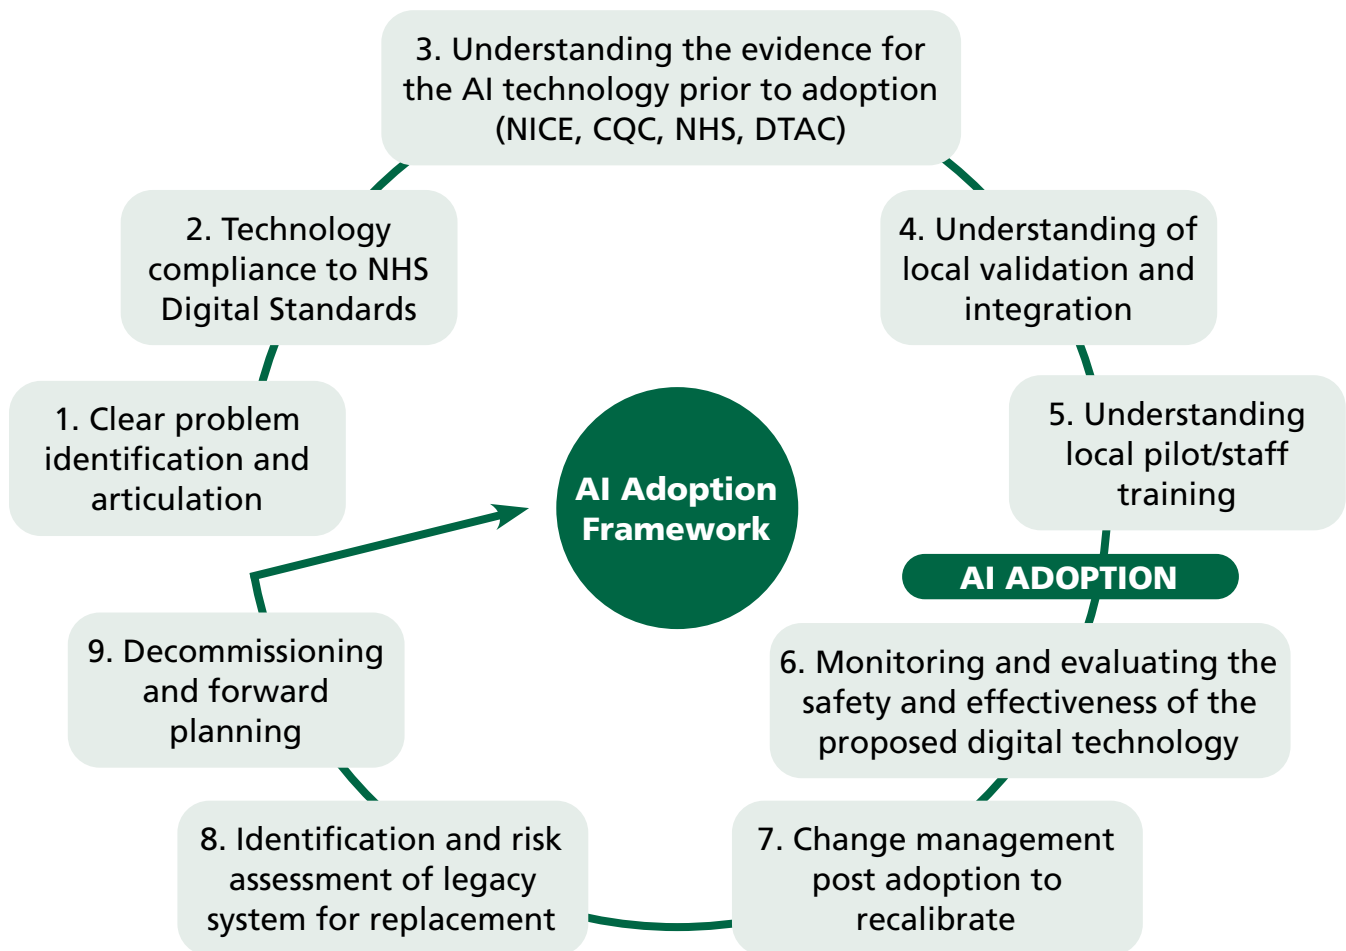 3. Understanding the evidence for
the AI technology prior to adoption
(NICE, CQC, NHS, DTAC)
2. Technology
compliance to NHS
Digital Standards
4. Understanding of
local validation and
integration
1. Clear problem
identification and
articulation
5. Understanding
local pilot/staff
training
AI Adoption
Framework
AI ADOPTION
9. Decommissioning
and forward
planning
6. Monitoring and evaluating the
safety and effectiveness of the
proposed digital technology
8. Identification and risk
assessment of legacy
system for replacement
7. Change management
post adoption to
recalibrate